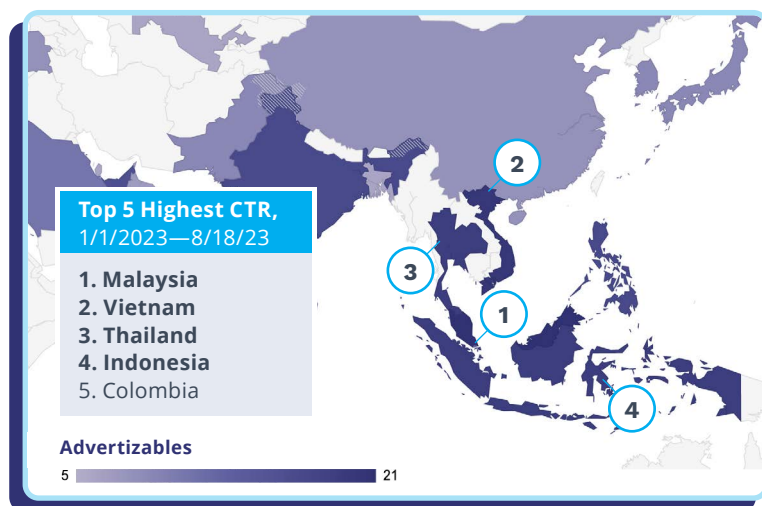 2
3
1
4
Top 5 Highest CTR,
1/1/2023—8/18/23
1. Malaysia
2. Vietnam
3. Thailand
4. Indonesia
5. Colombia
Advertizables
5 21